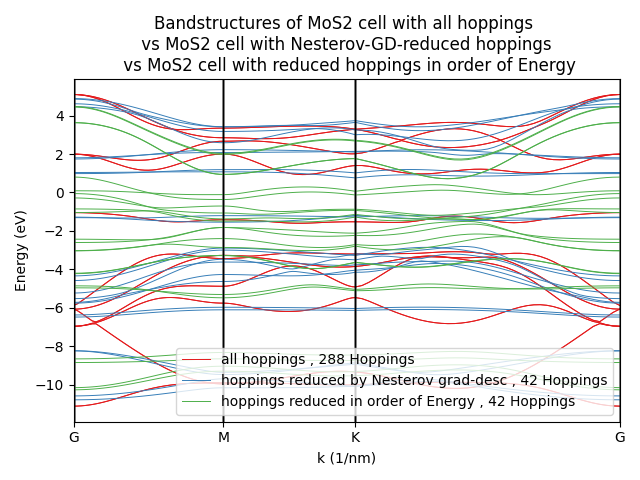 Bandstructures of MoS2 cell with all hoppings
vs MoS2 cell with Nesterov-GD-reduced hoppings
vs MoS2 cell with reduced hoppings in order of Energy
Energy (eV)
4
2
0
−2
−4
−6
−8
−10
all hoppings , 288 Hoppings
hoppings reduced by Nesterov grad-desc , 42 Hoppings
hoppings reduced in order of Energy , 42 Hoppings
G M K G
k (1/nm)